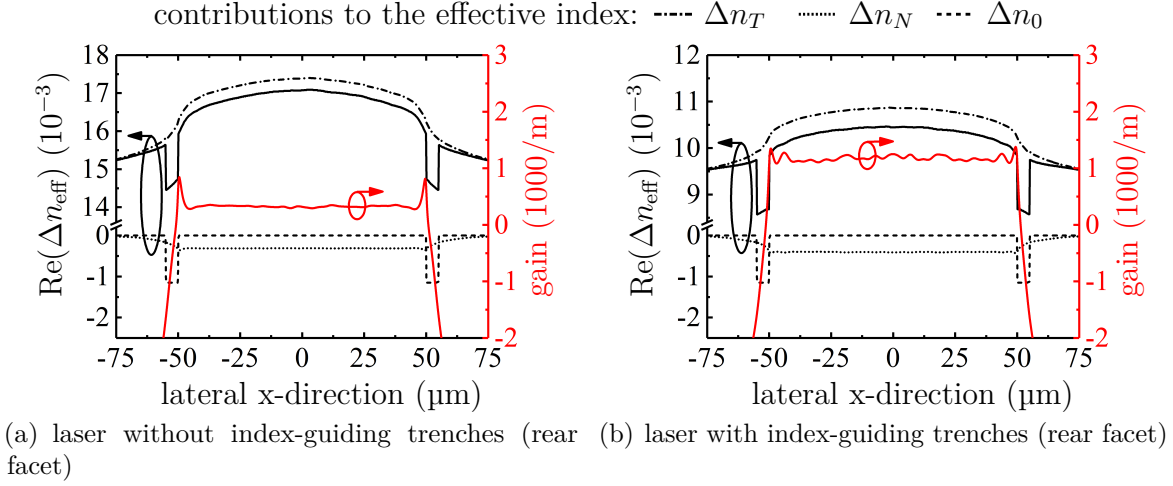 contributions to the effective index: Δn_T Δn_N Δn_0
18
17
16
15
14
0
-1
-2
Re(Δn_eff) (10^−3)
3
2
1
0
-1
-2
gain (1000/m)
-75 -50 -25 0 25 50 75
lateral x-direction (µm)
12
11
10
9
0
-1
-2
Re(Δn_eff) (10^−3)
3
2
1
0
-1
-2
gain (1000/m)
-75 -50 -25 0 25 50 75
lateral x-direction (µm)
(a) laser without index-guiding trenches (rear
facet)
(b) laser with index-guiding trenches (rear facet)